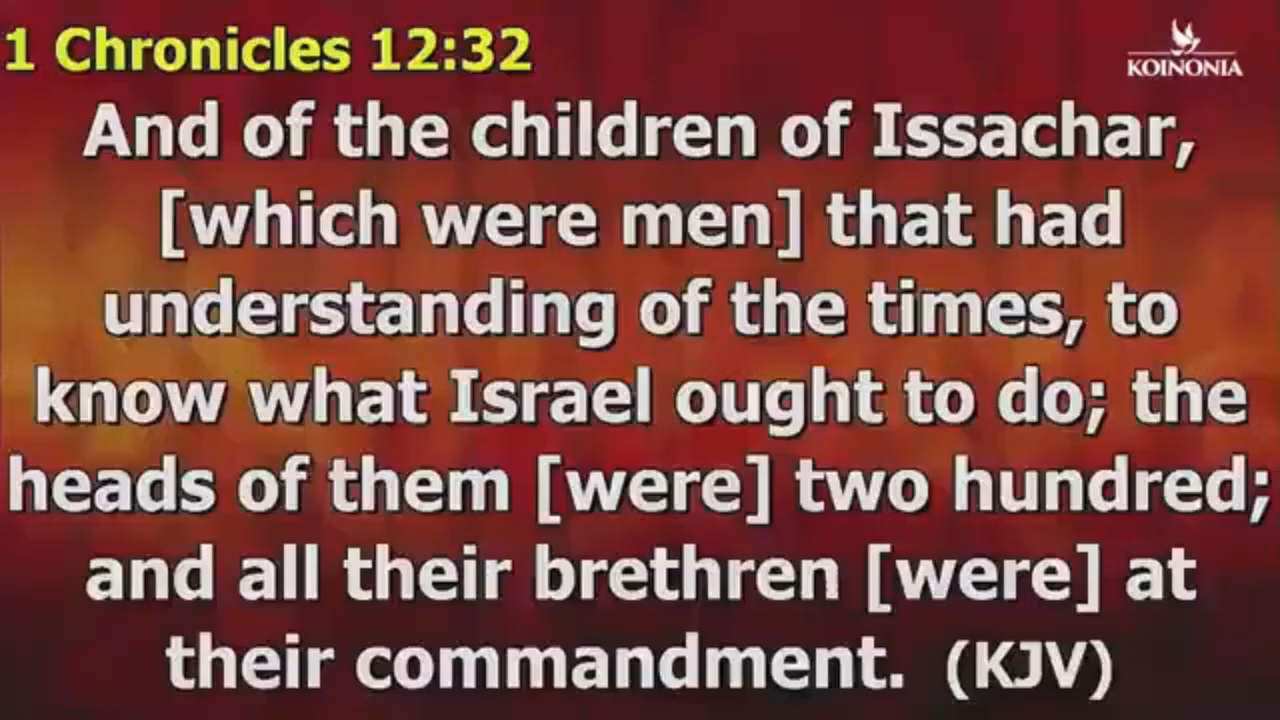 1 Chronicles 12:32
KOINONIA
And of the children of Issachar,
[which were men] that had
understanding of the times, to
know what Israel ought to do; the
heads of them [were] two hundred;
and all their brethren [were] at
their commandment. (KJV)